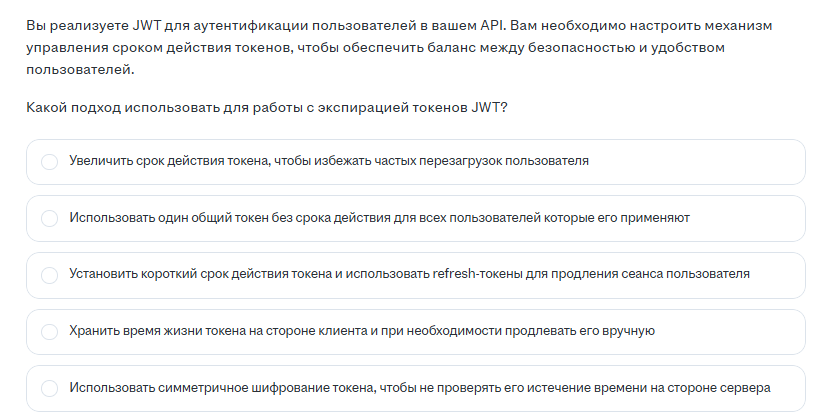 Вы реализуете JWT для аутентификации пользователей в вашем API. Вам необходимо настроить механизм
управления сроком действия токенов, чтобы обеспечить баланс между безопасностью и удобством
пользователей.
Какой подход использовать для работы с экспирацией токенов JWT?
Увеличить срок действия токена, чтобы избежать частых перезагрузок пользователя
Использовать один общий токен без срока действия для всех пользователей которые его применяют
Установить короткий срок действия токена и использовать refresh-токены для продления сеанса пользователя
Хранить время жизни токена на стороне клиента и при необходимости продлевать его вручную
Использовать симметричное шифрование токена, чтобы не проверять его истечение времени на стороне сервера